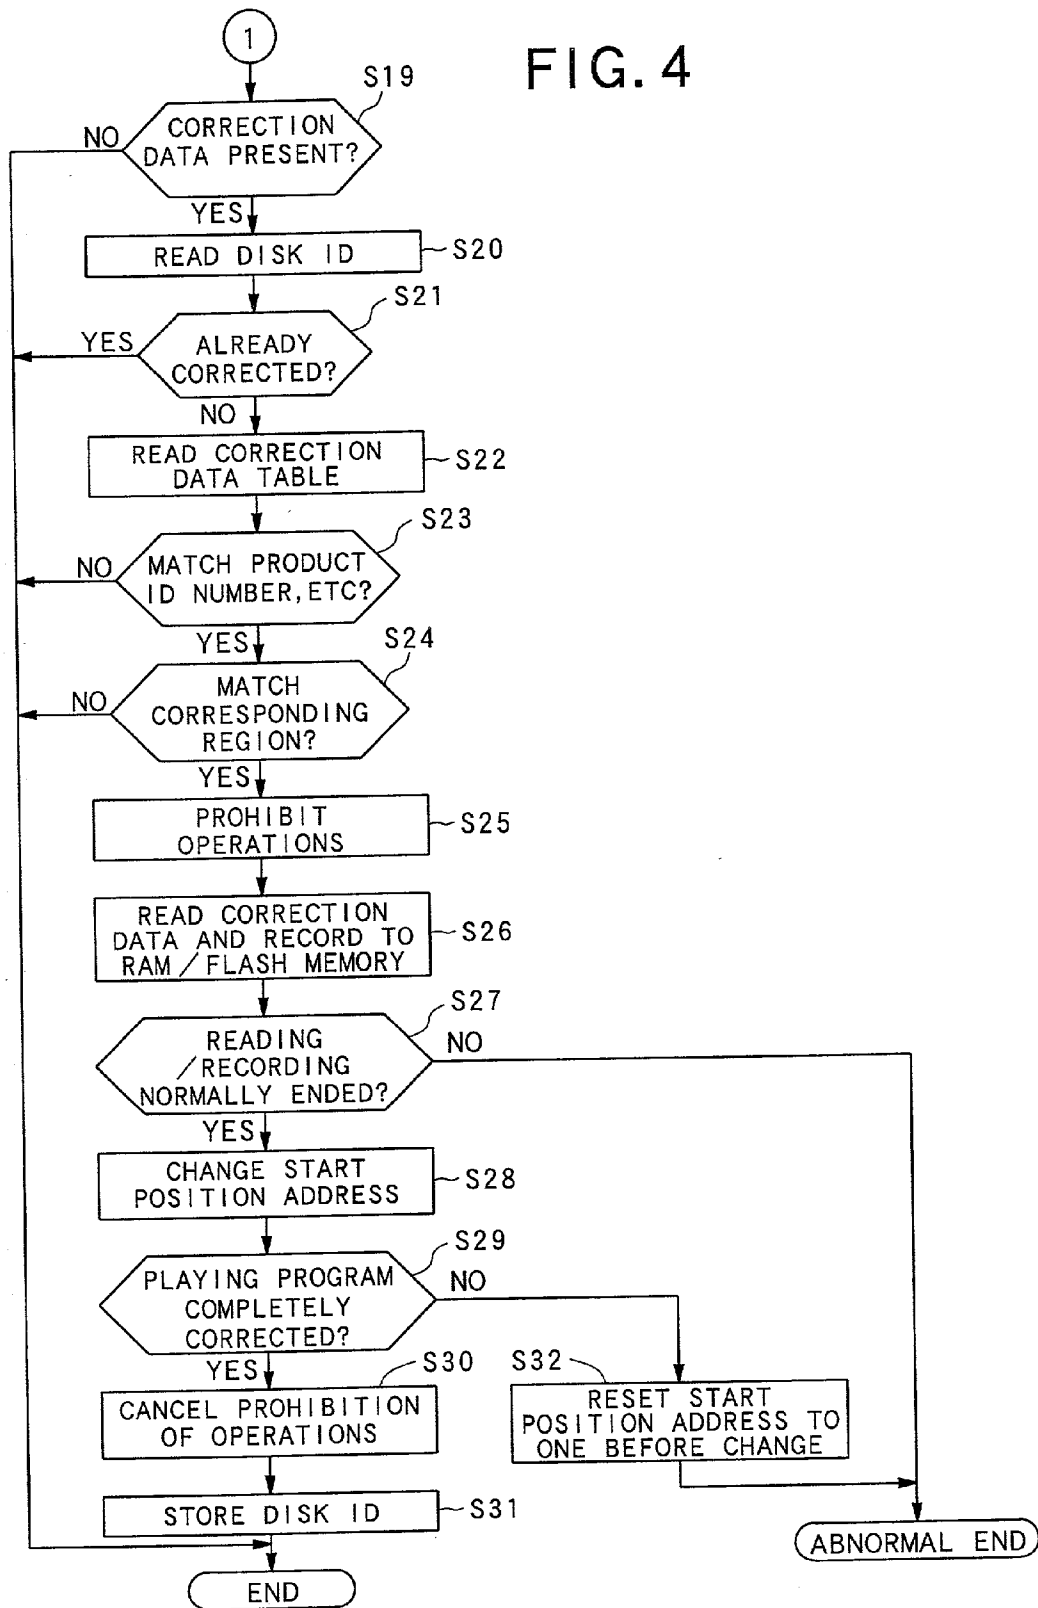 1
FIG. 4
S19
CORRECTION
DATA PRESENT?
NO
YES
READ DISK ID
S20
S21
ALREADY
CORRECTED?
YES
NO
READ CORRECTION
DATA TABLE
S22
S23
MATCH PRODUCT
ID NUMBER, ETC?
NO
YES
S24
MATCH
CORRESPONDING
REGION?
NO
YES
PROHIBIT
OPERATIONS
S25
READ CORRECTION
DATA AND RECORD TO
RAM/FLASH MEMORY
S26
S27
READING
/RECORDING
NORMALLY ENDED?
NO
YES
CHANGE START
POSITION ADDRESS
S28
S29
PLAYING PROGRAM
COMPLETELY
CORRECTED?
NO
YES
S30
CANCEL PROHIBITION
OF OPERATIONS
S32
RESET START
POSITION ADDRESS TO
ONE BEFORE CHANGE
STORE DISK ID
S31
ABNORMAL END
END